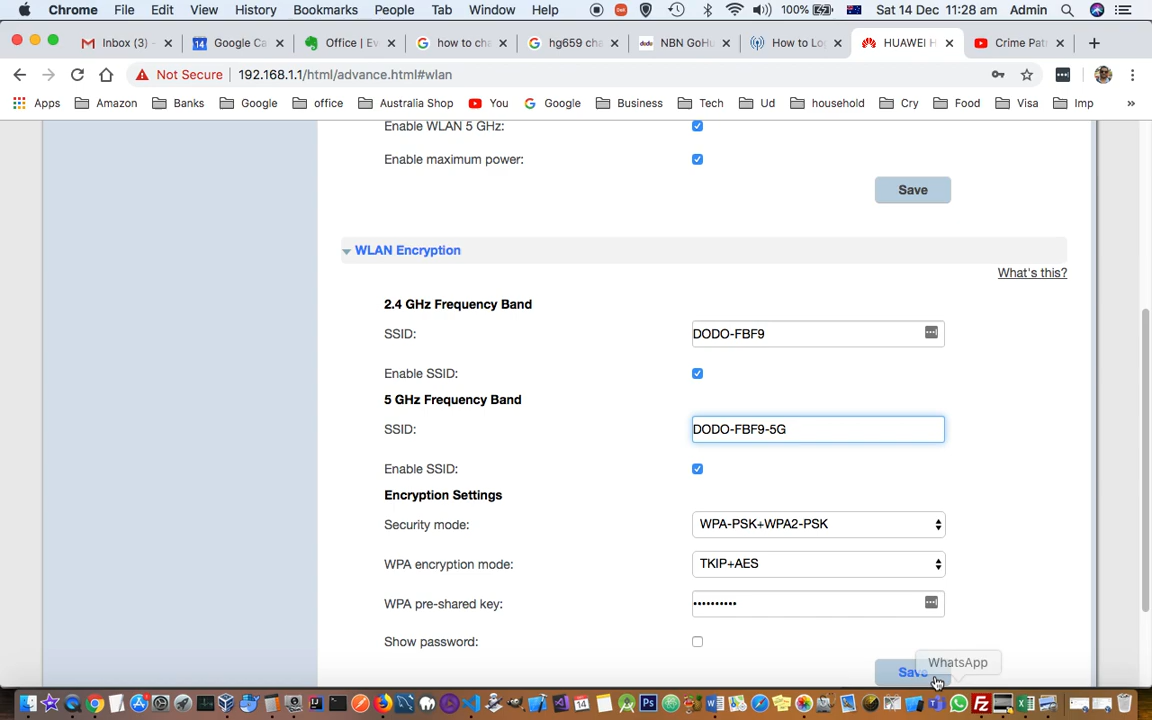 Chrome File Edit View History Bookmarks People Tab Window Help 100% Sat 14 Dec 11:28 am Admin
Inbox (3) Google Ca Office | Ev how to cha hg659 cha NBN GoHu How to Log HUAWEI H Crime Patr
Not Secure 192.168.1.1/html/advance.html#wlan
Apps Amazon Banks Google office Australia Shop You Google Business Tech Ud household Cry Food Visa Imp »
Enable WLAN 5 GHz:
Enable maximum power:
Save
WLAN Encryption
What's this?
2.4 GHz Frequency Band
SSID: DODO-FBF9
Enable SSID:
5 GHz Frequency Band
SSID: DODO-FBF9-5G
Enable SSID:
Encryption Settings
Security mode: WPA-PSK+WPA2-PSK
WPA encryption mode: TKIP+AES
WPA pre-shared key: ••••••••••
Show password:
WhatsApp
Save